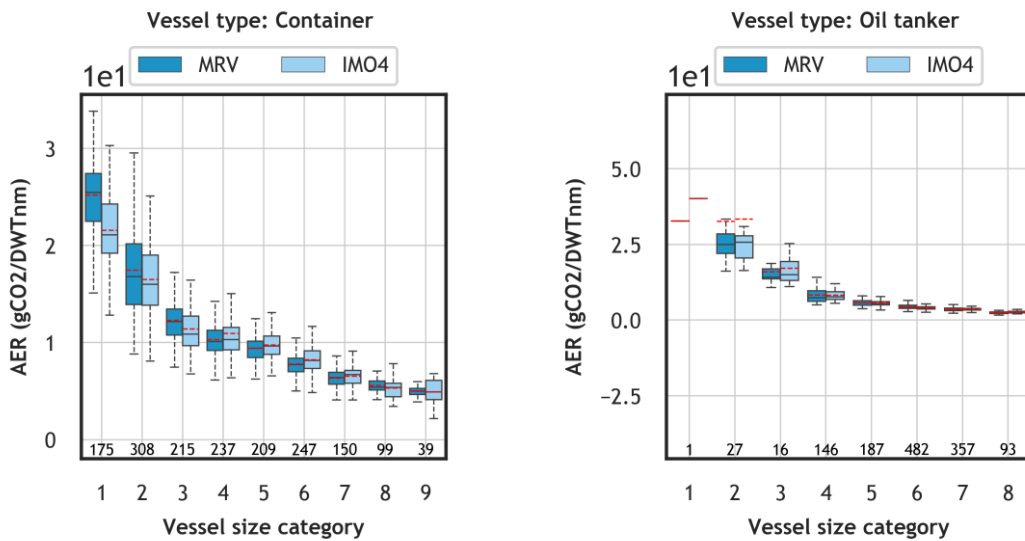 Vessel type: Container
MRV IMO4
1e1
AER (gCO2/DWTnm)
3
2
1
0
175 308 215 237 209 247 150 99 39
1 2 3 4 5 6 7 8 9
Vessel size category
Vessel type: Oil tanker
MRV IMO4
1e1
AER (gCO2/DWTnm)
5.0
2.5
0.0
−2.5
1 27 16 146 187 482 357 93
1 2 3 4 5 6 7 8
Vessel size category